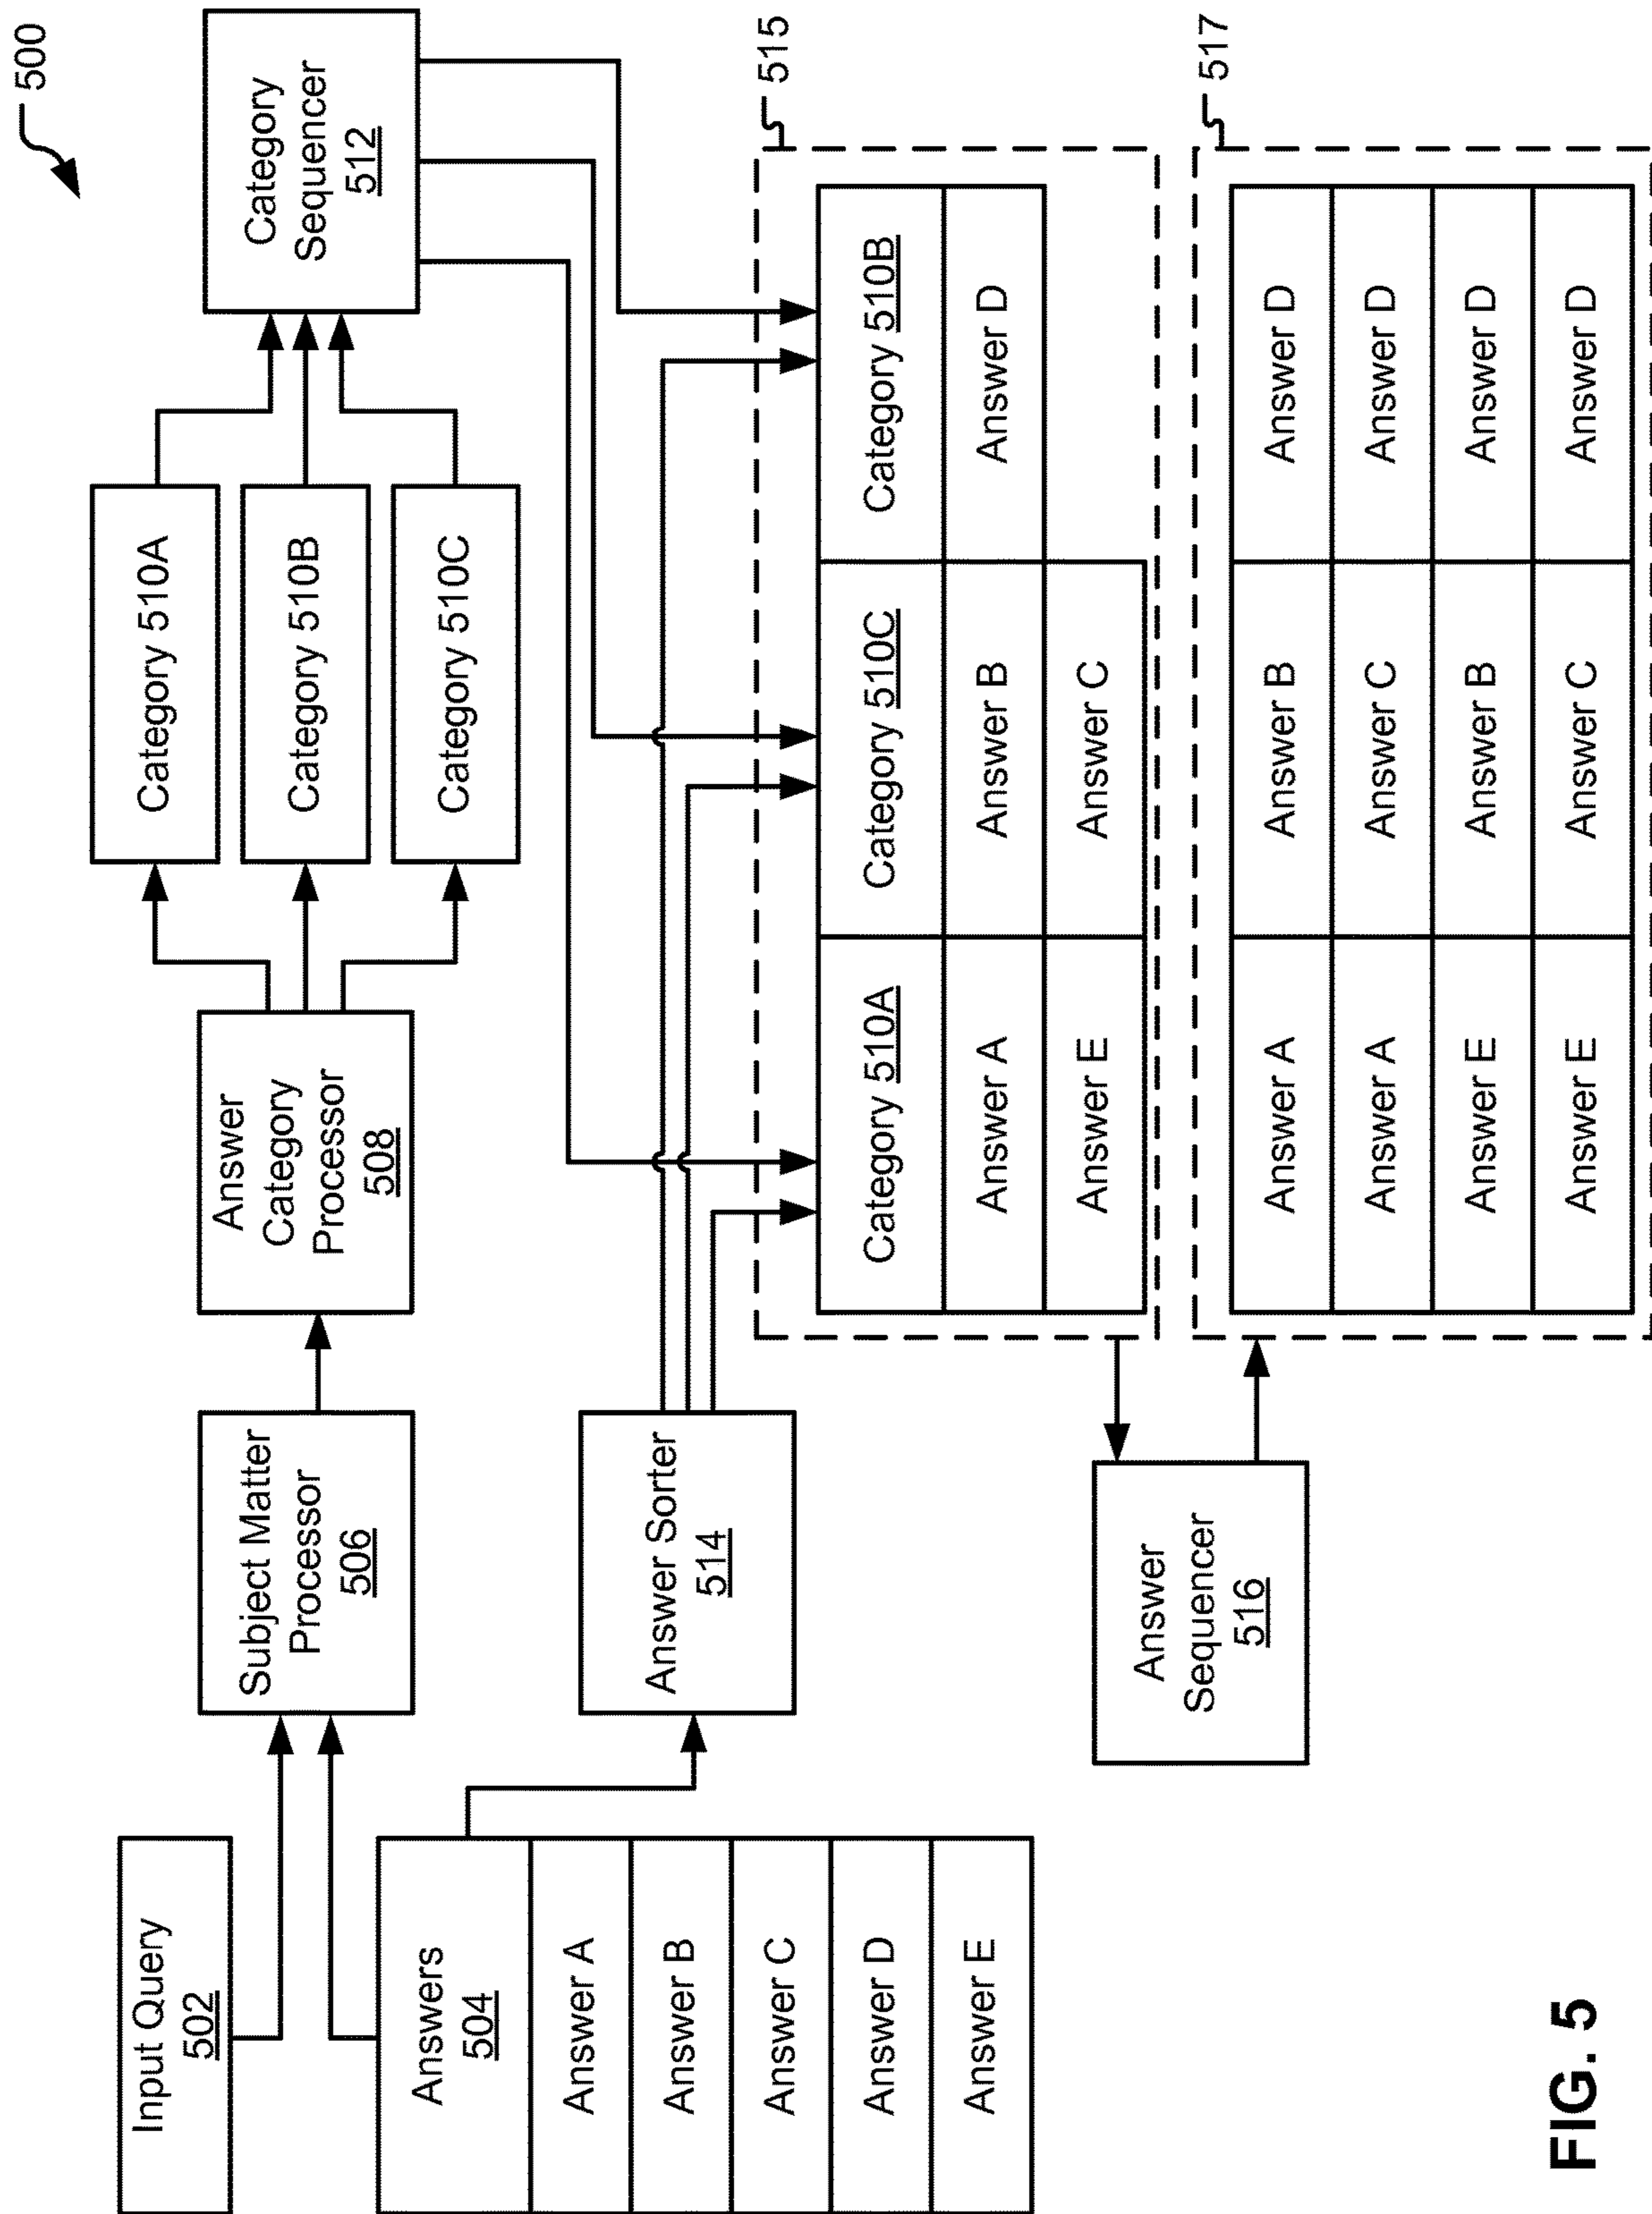 500
Input Query
502
Answers
504
Answer A
Answer B
Answer C
Answer D
Answer E
Subject Matter
Processor
506
Answer
Category
Processor
508
Category 510A
Category 510B
Category 510C
Category
Sequencer
512
Answer Sorter
514
515
Category 510A
Category 510C
Category 510B
Answer A
Answer B
Answer D
Answer E
Answer C
Answer
Sequencer
516
517
Answer A
Answer B
Answer D
Answer A
Answer C
Answer D
Answer E
Answer B
Answer D
Answer E
Answer C
Answer D
FIG. 5